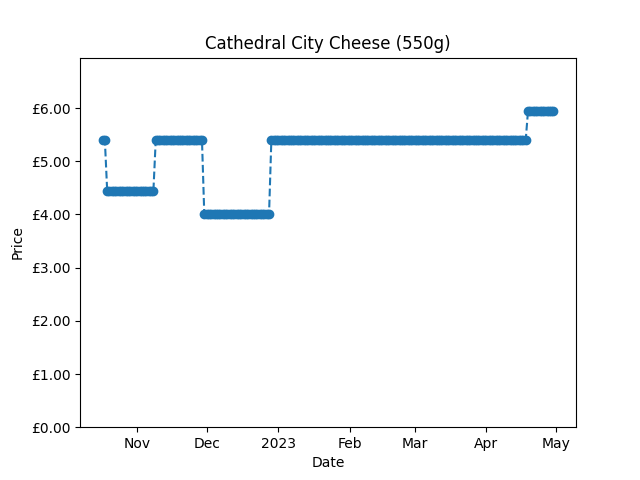 Cathedral City Cheese (550g)
£6.00
£5.00
£4.00
£3.00
£2.00
£1.00
£0.00
Price
Nov Dec 2023 Feb Mar Apr May
Date